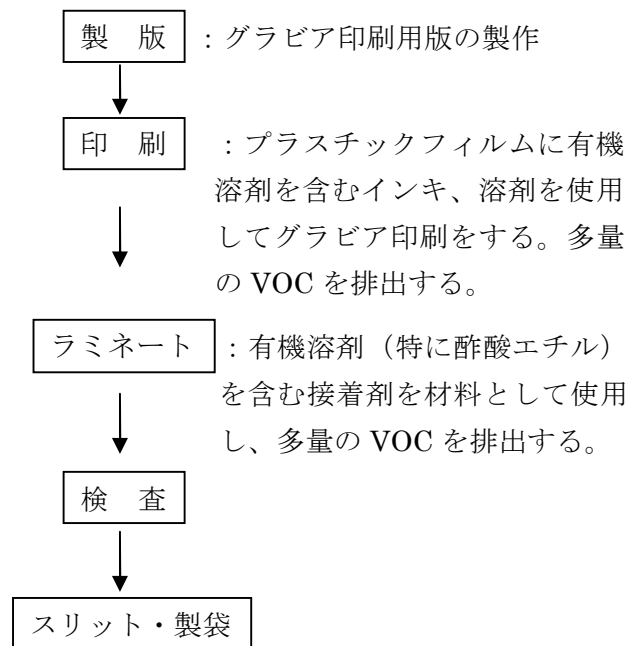 製　版　：グラビア印刷用版の製作
印　刷　：プラスチックフィルムに有機
溶剤を含むインキ、溶剤を使用
してグラビア印刷をする。多量
の VOC を排出する。
ラミネート　：有機溶剤（特に酢酸エチル）
を含む接着剤を材料として使用
し、多量の VOC を排出する。
検　査
スリット・製袋